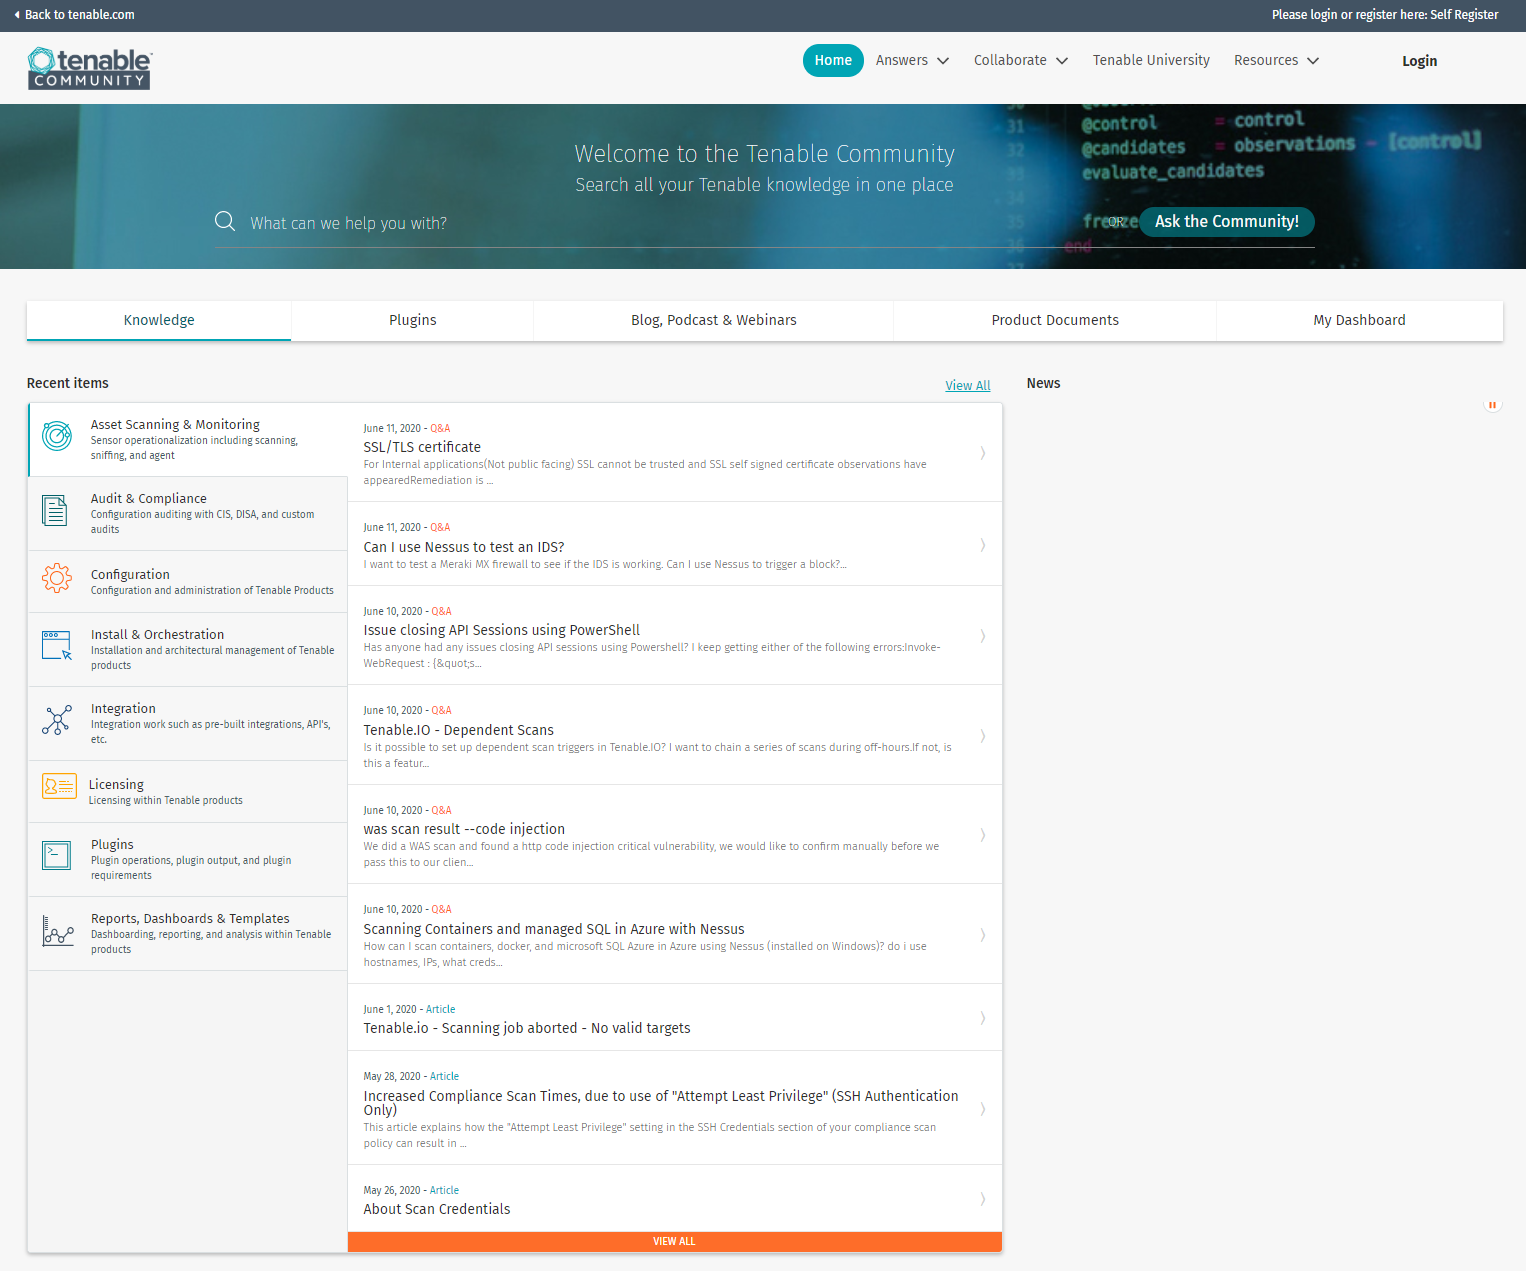 Back to tenable.com
Please login or register here: Self Register
tenable
COMMUNITY
Home
Answers
Collaborate
Tenable University
Resources
Login
Welcome to the Tenable Community
Search all your Tenable knowledge in one place
What can we help you with?
OR
Ask the Community!
31
@control = control
32
@candidates = observations - [control]
33
evaluate_candidates
35
freeze
36
end
37
Knowledge
Plugins
Blog, Podcast & Webinars
Product Documents
My Dashboard
Recent items
View All
News
Asset Scanning & Monitoring
Sensor operationalization including scanning,
sniffing, and agent
Audit & Compliance
Configuration auditing with CIS, DISA, and custom
audits
Configuration
Configuration and administration of Tenable Products
Install & Orchestration
Installation and architectural management of Tenable
products
Integration
Integration work such as pre-built integrations, API's,
etc.
Licensing
Licensing within Tenable products
Plugins
Plugin operations, plugin output, and plugin
requirements
Reports, Dashboards & Templates
Dashboarding, reporting, and analysis within Tenable
products
June 11, 2020 - Q&A
SSL/TLS certificate
For Internal applications(Not public facing) SSL cannot be trusted and SSL self signed certificate observations have
appearedRemediation is ...
June 11, 2020 - Q&A
Can I use Nessus to test an IDS?
I want to test a Meraki MX firewall to see if the IDS is working. Can I use Nessus to trigger a block?...
June 10, 2020 - Q&A
Issue closing API Sessions using PowerShell
Has anyone had any issues closing API sessions using Powershell? I keep getting either of the following errors:Invoke-
WebRequest : {&quot;s...
June 10, 2020 - Q&A
Tenable.IO - Dependent Scans
Is it possible to set up dependent scan triggers in Tenable.IO? I want to chain a series of scans during off-hours.If not, is
this a featur...
June 10, 2020 - Q&A
was scan result --code injection
We did a WAS scan and found a http code injection critical vulnerability, we would like to confirm manually before we
pass this to our clien...
June 10, 2020 - Q&A
Scanning Containers and managed SQL in Azure with Nessus
How can I scan containers, docker, and microsoft SQL Azure in Azure using Nessus (installed on Windows)? do i use
hostnames, IPs, what creds...
June 1, 2020 - Article
Tenable.io - Scanning job aborted - No valid targets
May 28, 2020 - Article
Increased Compliance Scan Times, due to use of "Attempt Least Privilege" (SSH Authentication
Only)
This article explains how the "Attempt Least Privilege" setting in the SSH Credentials section of your compliance scan
policy can result in ...
May 26, 2020 - Article
About Scan Credentials
VIEW ALL